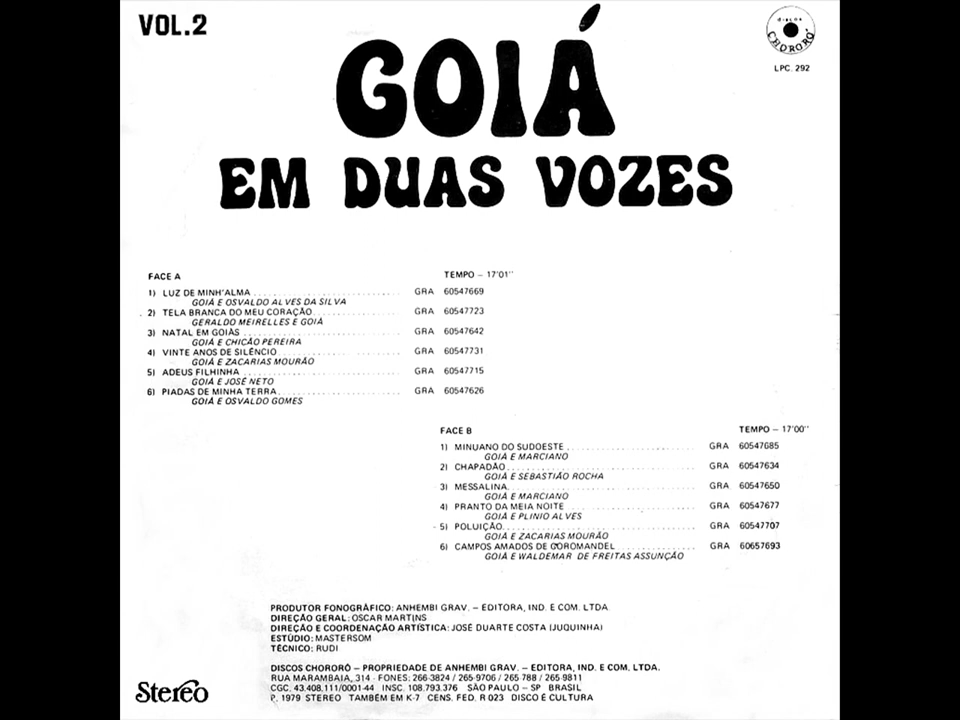 VOL.2
GOIÁ
EM DUAS VOZES
DISCOS CHORORÓ
LPC. 292
FACE A TEMPO – 17'01"
1) LUZ DE MINH'ALMA GRA 60547669
GOIÁ E OSVALDO ALVES DA SILVA
2) TELA BRANCA DO MEU CORAÇÃO GRA 60547723
GERALDO MEIRELLES E GOIÁ
3) NATAL EM GOIÁS GRA 60547642
GOIÁ E CHICÃO PEREIRA
4) VINTE ANOS DE SILÊNCIO GRA 60547731
GOIÁ E ZACARIAS MOURÃO
5) ADEUS FILHINHA GRA 60547715
GOIÁ E JOSÉ NETO
6) PIADAS DE MINHA TERRA GRA 60547626
GOIÁ E OSVALDO GOMES
FACE B TEMPO – 17'00"
1) MINUANO DO SUDOESTE GRA 60547685
GOIÁ E MARCIANO
2) CHAPADÃO GRA 60547634
GOIÁ E SEBASTIÃO ROCHA
3) MESSALINA GRA 60547650
GOIÁ E MARCIANO
4) PRANTO DA MEIA NOITE GRA 60547677
GOIÁ E PLINIO ALVES
5) POLUIÇÃO GRA 60547707
GOIÁ E ZACARIAS MOURÃO
6) CAMPOS AMADOS DE COROMANDEL GRA 60657693
GOIÁ E WALDEMAR DE FREITAS ASSUNÇÃO
PRODUTOR FONOGRÁFICO: ANHEMBI GRAV. – EDITORA, IND. E COM. LTDA
DIREÇÃO GERAL: OSCAR MARTINS
DIREÇÃO E COORDENAÇÃO ARTÍSTICA: JOSÉ DUARTE COSTA (JUQUINHA)
ESTÚDIO: MASTERSOM
TÉCNICO: RUDI
DISCOS CHORORÓ – PROPRIEDADE DE ANHEMBI GRAV. – EDITORA, IND. E COM. LTDA.
RUA MARAMBAIA, 314 - FONES: 266-3824 / 265-9706 / 265 788 / 265-9811
CGC. 43.408.111/0001-44 INSC. 108.793.376 SÃO PAULO – SP BRASIL
P. 1979 STEREO TAMBÉM EM K-7 CENS. FED. R 023 DISCO É CULTURA
Stereo